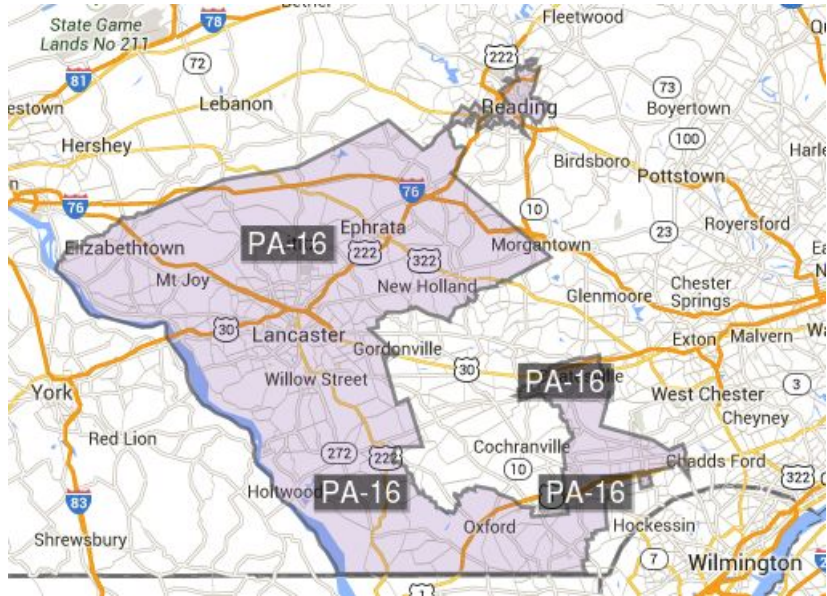 Fleetwood
State Game
Lands No 211
78
222
81
72
Lebanon
Reading
73
Boyertown
Hershey
100
Birdsboro
Pottstown
76
76
10
Ephrata
23
Royersford
PA-16
222
322
Morgantown
Elizabethtown
Mt Joy
New Holland
Glenmoore
Chester
Springs
30
Lancaster
Gordonville
Exton
Malvern
30
Willow Street
PA-16
West Chester
3
York
Cheyney
Red Lion
Cochranville
272
222
10
Chadds Ford
322
Holtwood
PA-16
PA-16
83
Oxford
Hockessin
Shrewsbury
7
Wilmington
1